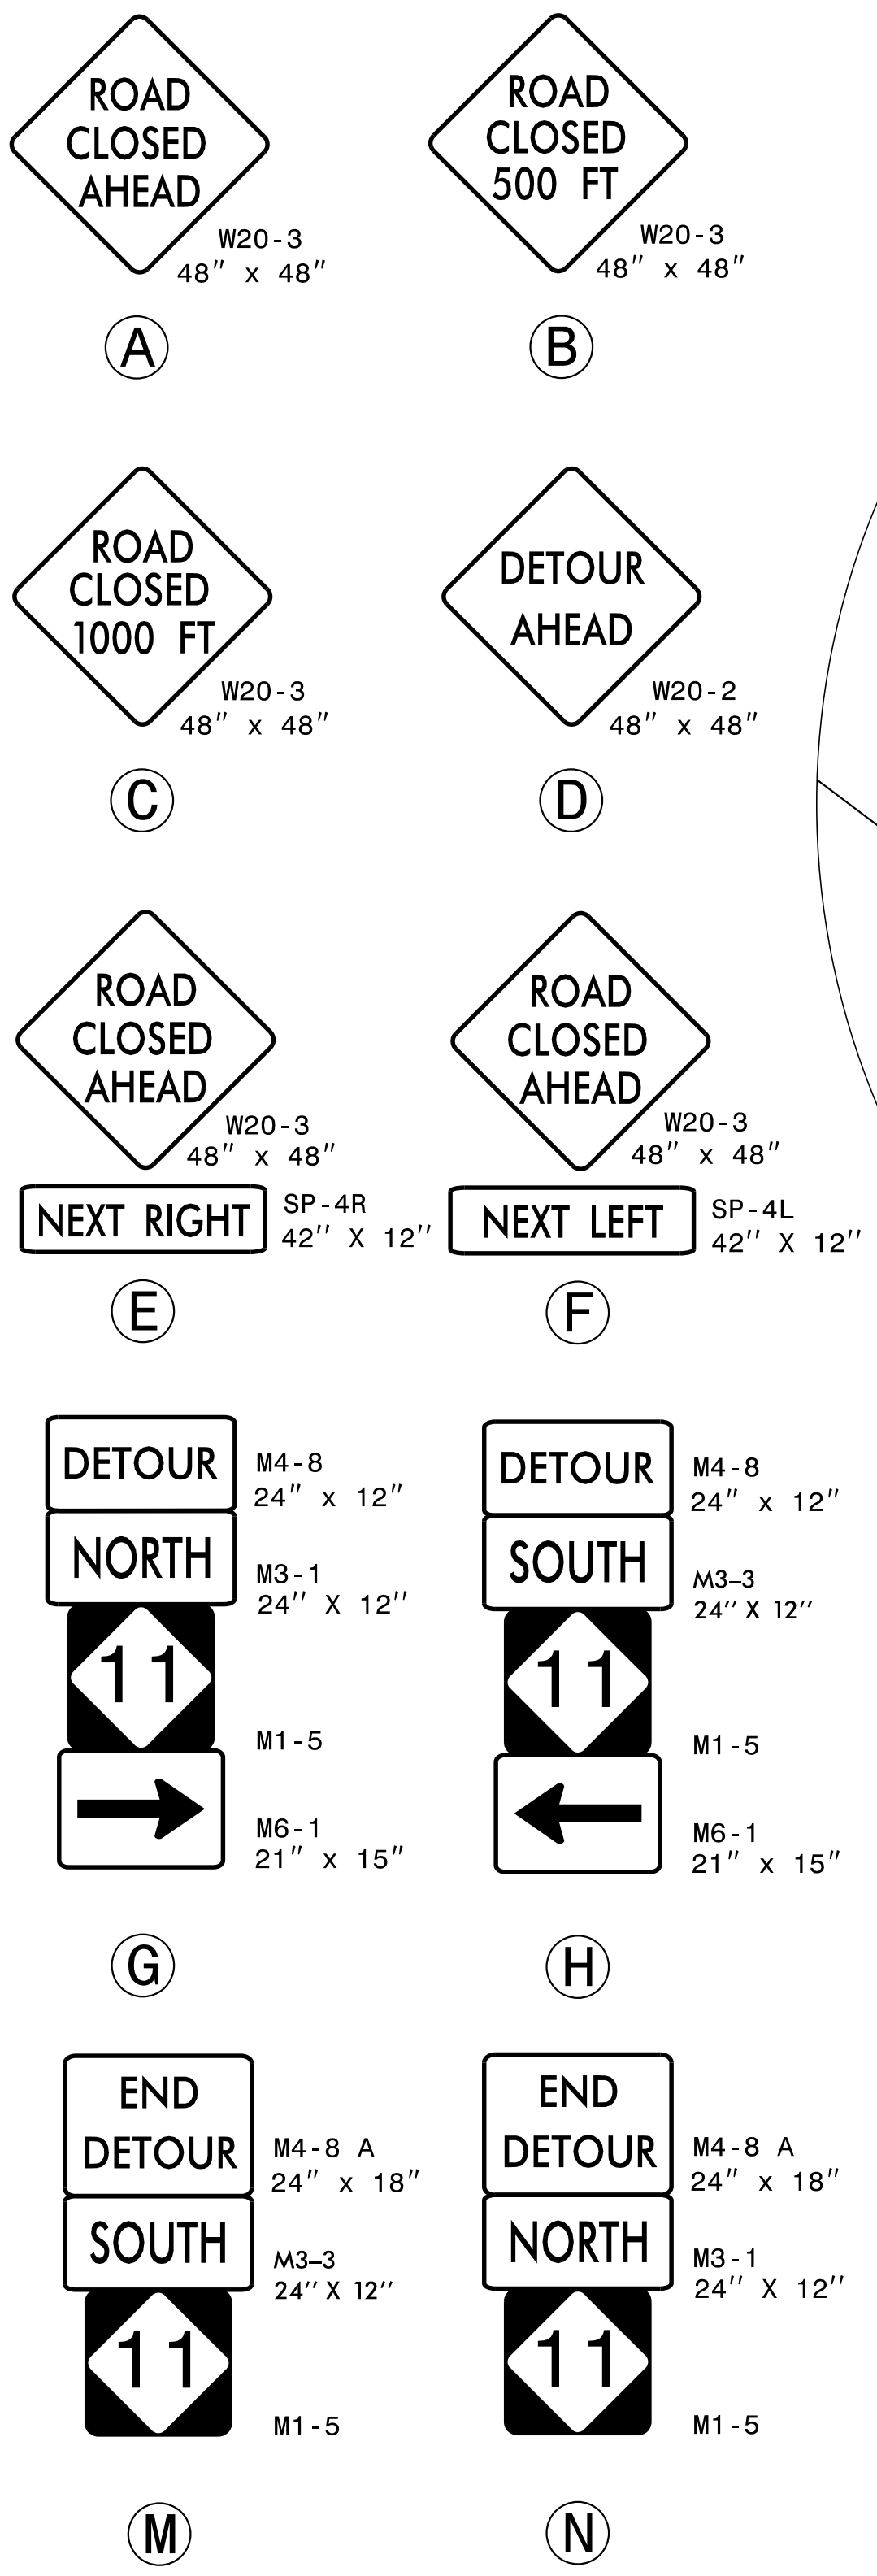 ROAD
CLOSED
AHEAD
W20-3
48" x 48"
A
ROAD
CLOSED
500 FT
W20-3
48" x 48"
B
ROAD
CLOSED
1000 FT
W20-3
48" x 48"
C
DETOUR
AHEAD
W20-2
48" x 48"
D
ROAD
CLOSED
AHEAD
W20-3
48" x 48"
NEXT RIGHT
SP-4R
42'' X 12''
E
ROAD
CLOSED
AHEAD
W20-3
48" x 48"
NEXT LEFT
SP-4L
42'' X 12''
F
DETOUR
M4-8
24" x 12"
NORTH
M3-1
24'' X 12''
11
M1-5
M6-1
21" x 15"
G
DETOUR
M4-8
24" x 12"
SOUTH
M3-3
24'' X 12''
11
M1-5
M6-1
21" x 15"
H
END
DETOUR
M4-8 A
24" x 18"
SOUTH
M3-3
24'' X 12''
11
M1-5
M
END
DETOUR
M4-8 A
24" x 18"
NORTH
M3-1
24'' X 12''
11
M1-5
N